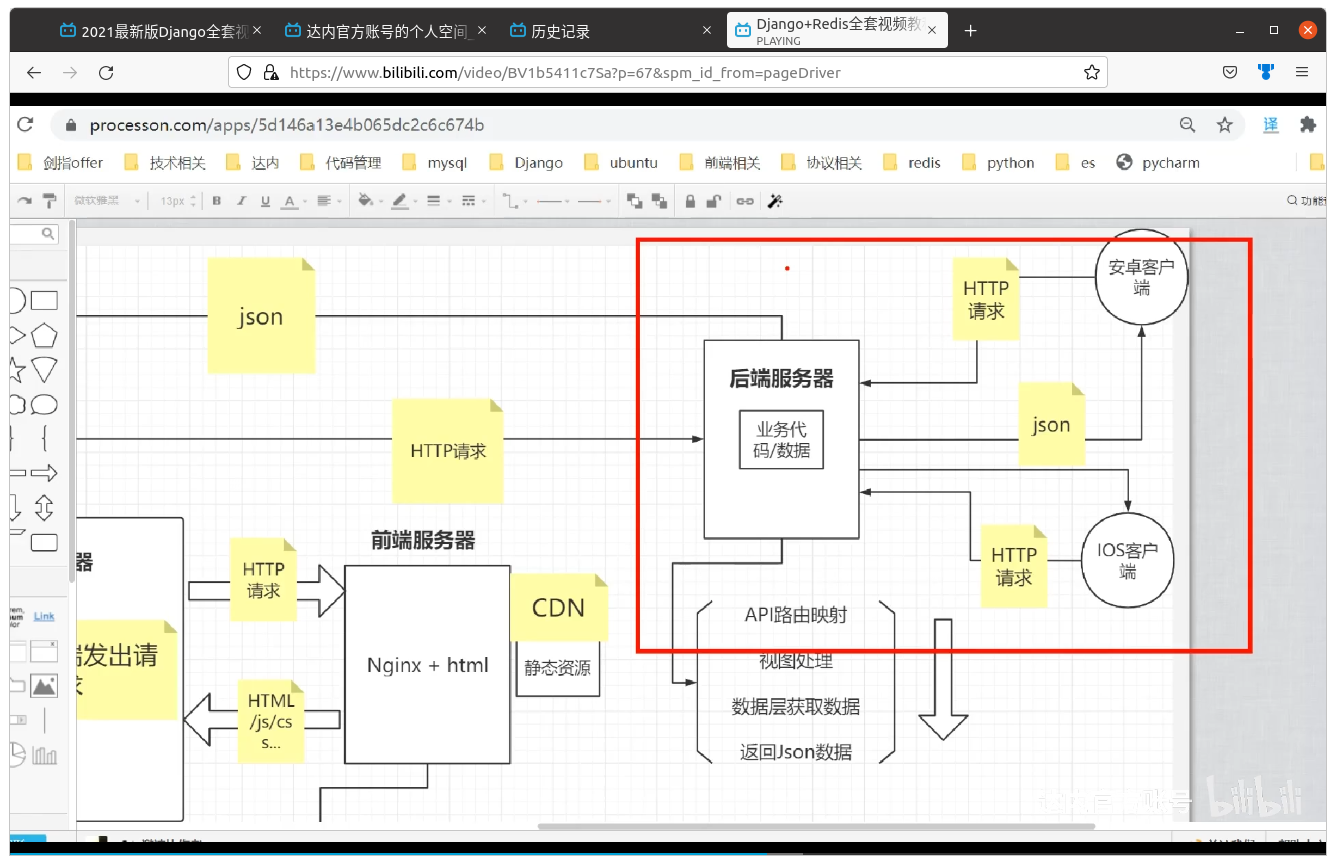 2021最新版Django全套视
达内官方账号的个人空间_
历史记录
Django+Redis全套视频教
PLAYING
https://www.bilibili.com/video/BV1b5411c7Sa?p=67&spm_id_from=pageDriver
processon.com/apps/5d146a13e4b065dc2c6c674b
译
剑指offer
技术相关
达内
代码管理
mysql
Django
ubuntu
前端相关
协议相关
redis
python
es
pycharm
微软雅黑
13px
B
I
U
A
功能
json
HTTP
请求
安卓客户
端
后端服务器
业务代
码/数据
json
HTTP请求
前端服务器
HTTP
请求
IOS客户
端
器
HTTP
请求
CDN
API路由映射
Link
端发出请
求
Nginx + html
静态资源
视图处理
HTML
/js/cs
s...
数据层获取数据
返回Json数据
bilibili